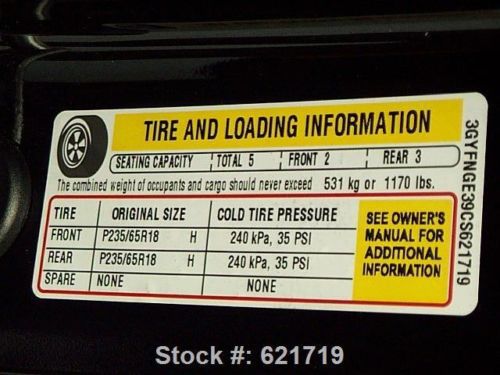 TIRE AND LOADING INFORMATION
SEATING CAPACITY TOTAL 5 FRONT 2 REAR 3
The combined weight of occupants and cargo should never exceed 531 kg or 1170 lbs.
TIRE ORIGINAL SIZE COLD TIRE PRESSURE
FRONT P235/65R18 H 240 kPa, 35 PSI
REAR P235/65R18 H 240 kPa, 35 PSI
SPARE NONE NONE
SEE OWNER'S
MANUAL FOR
ADDITIONAL
INFORMATION
3GYFNGE39CS621719
Stock #: 621719